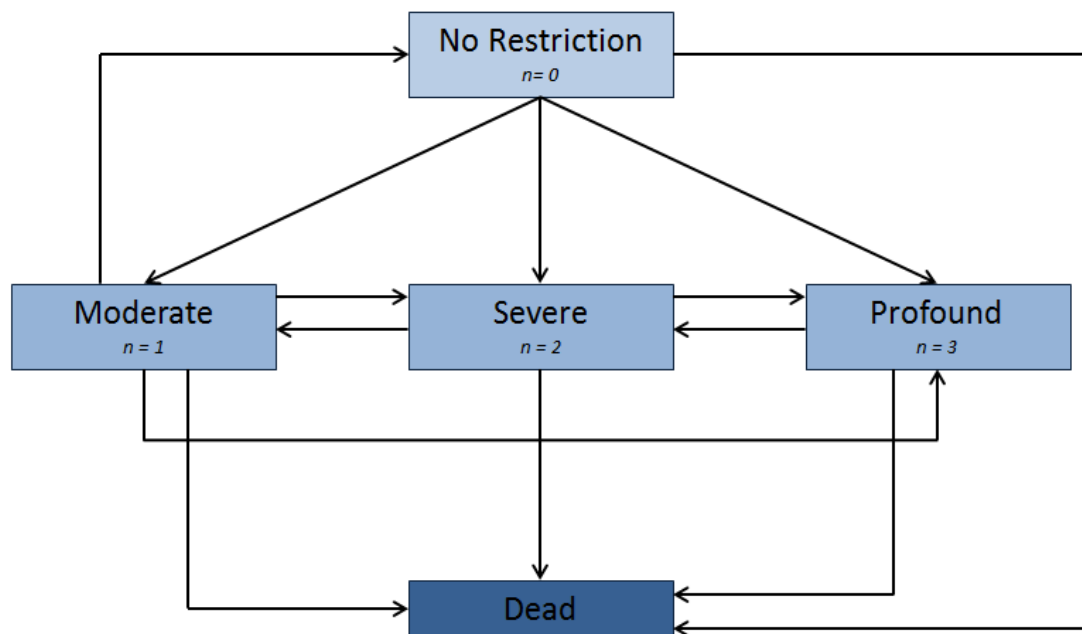 No Restriction
n= 0
Moderate
n = 1
Severe
n = 2
Profound
n = 3
Dead